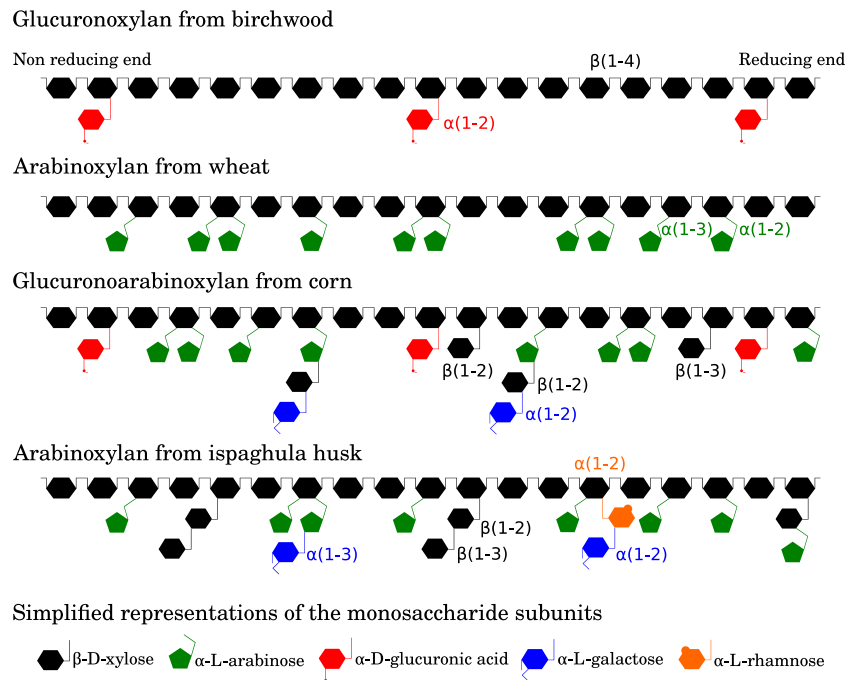 Glucuronoxylan from birchwood
Non reducing end
β(1-4)
Reducing end
α(1-2)
Arabinoxylan from wheat
α(1-3)
α(1-2)
Glucuronoarabinoxylan from corn
β(1-2)
β(1-3)
β(1-2)
α(1-2)
Arabinoxylan from ispaghula husk
α(1-2)
β(1-2)
α(1-3)
β(1-3)
α(1-2)
Simplified representations of the monosaccharide subunits
β-D-xylose
α-L-arabinose
α-D-glucuronic acid
α-L-galactose
α-L-rhamnose